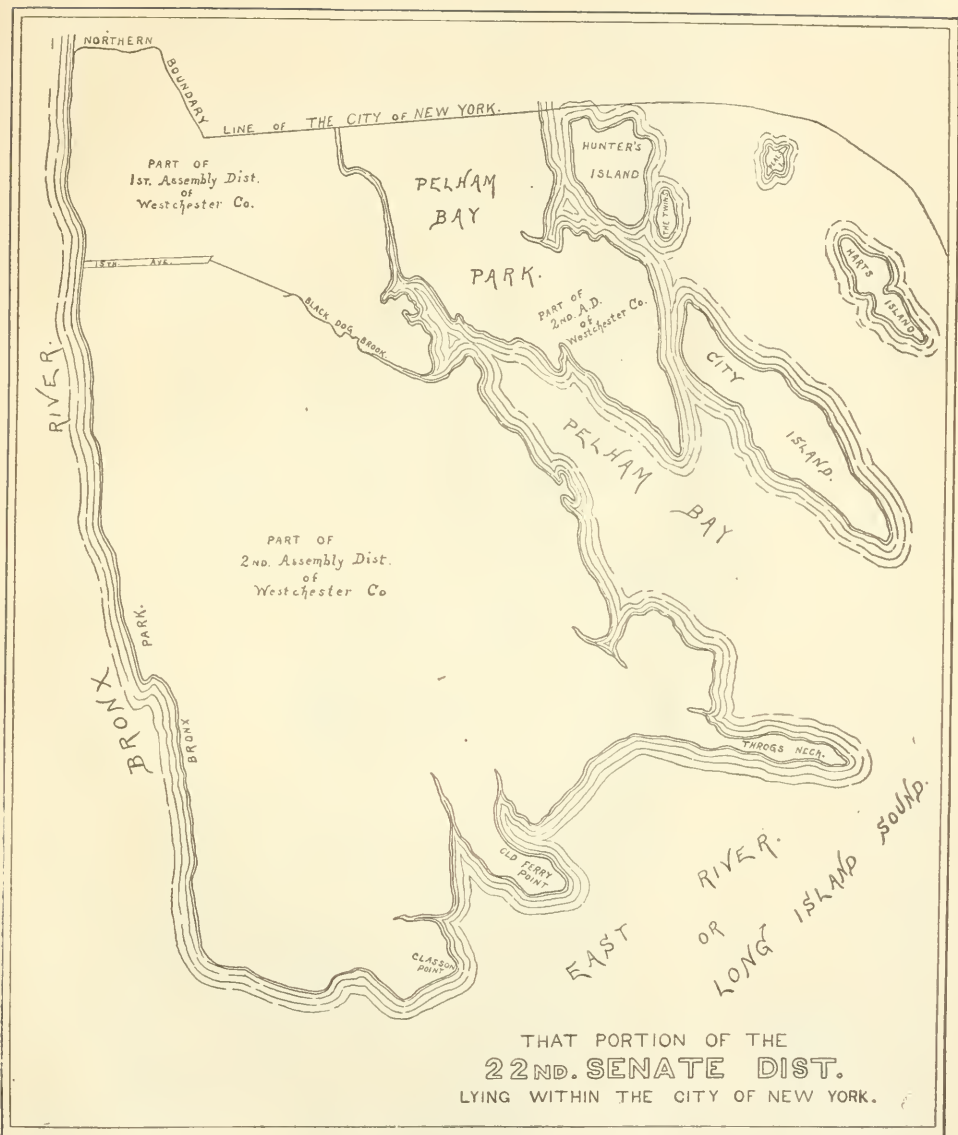 NORTHERN
BOUNDARY
LINE OF THE CITY OF NEW YORK.
PART OF
1ST. Assembly Dist.
of
Westchester Co.
PELHAM
BAY
PARK.
HUNTER'S
ISLAND
THE TWINS
HARTS
ISLAND
15TH. AVE.
BLACK DOG BROOK
PART OF
2ND. A.D.
of
Westchester Co.
CITY
ISLAND.
RIVER.
PELHAM
BAY
PART OF
2ND. Assembly Dist.
of
Westchester Co
PARK.
BRONX
BRONX
THROGS NECK.
OLD FERRY
POINT
CLASSON
POINT
EAST RIVER.
OR
LONG ISLAND SOUND.
THAT PORTION OF THE
22ND. SENATE DIST.
LYING WITHIN THE CITY OF NEW YORK.